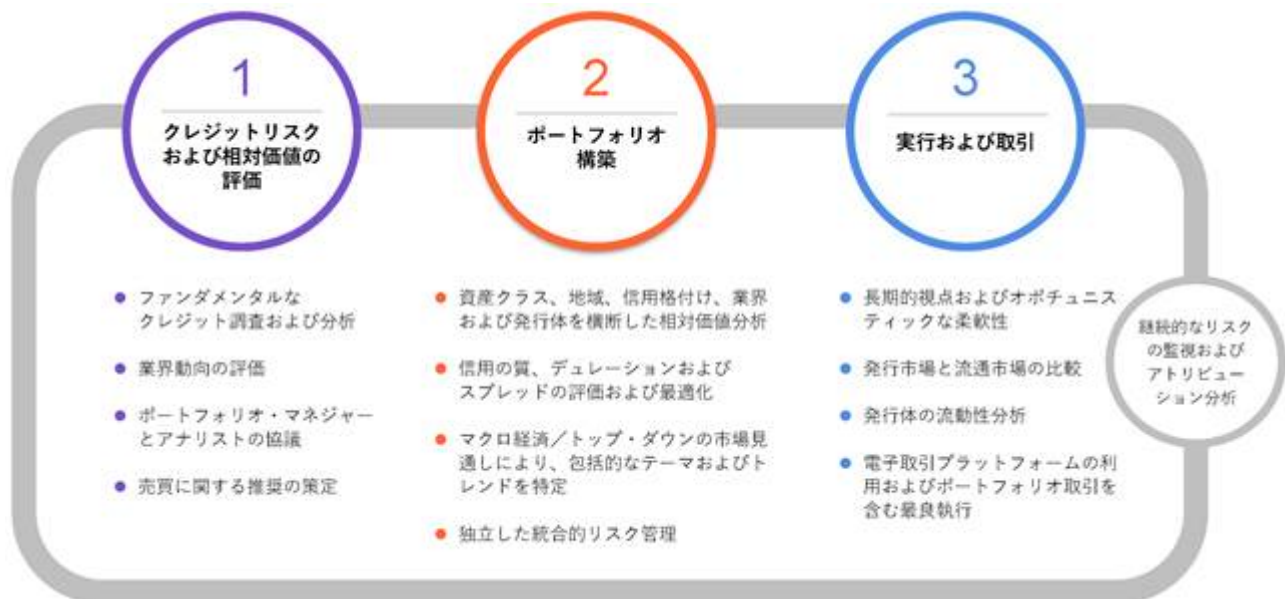 1
クレジットリスク
および相対価値の
評価
ファンダメンタルな
クレジット調査および分析
業界動向の評価
ポートフォリオ・マネジャー
とアナリストの協議
売買に関する推奨の策定
2
ポートフォリオ
構築
資産クラス、地域、信用格付け、業界
および発行体を横断した相対価値分析
信用の質、デュレーションおよび
スプレッドの評価および最適化
マクロ経済／トップ・ダウンの市場見
通しにより、包括的なテーマおよびト
レンドを特定
独立した統合的リスク管理
3
実行および取引
長期的視点およびオポチュニス
ティックな柔軟性
発行市場と流通市場の比較
発行体の流動性分析
電子取引プラットフォームの利
用およびポートフォリオ取引を
含む最良執行
継続的なリスク
の監視および
アトリビュー
ション分析